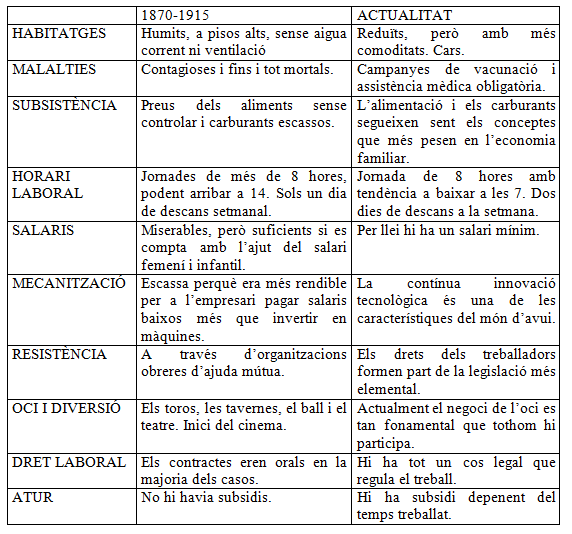 1870-1915 ACTUALITAT
HABITATGES Humits, a pisos alts, sense aigua Reduïts, però amb més
corrent ni ventilació comoditats. Cars.
MALALTIES Contagioses i fins i tot mortals. Campanyes de vacunació i
assistència mèdica obligatòria.
SUBSISTÈNCIA Preus dels aliments sense L’alimentació i els carburants
controlar i carburants escassos. segueixen sent els conceptes
que més pesen en l’economia
familiar.
HORARI Jornades de més de 8 hores, Jornada de 8 hores amb
LABORAL podent arribar a 14. Sols un dia tendència a baixar a les 7. Dos
de descans setmanal. dies de descans a la setmana.
SALARIS Miserables, però suficients si es Per llei hi ha un salari mínim.
compta amb l’ajut del salari
femení i infantil.
MECANITZACIÓ Escassa perquè era més rendible La contínua innovació
per a l’empresari pagar salaris tecnològica és una de les
baixos més que invertir en característiques del món d’avui.
màquines.
RESISTÈNCIA A través d’organitzacions Els drets dels treballadors
obreres d’ajuda mútua. formen part de la legislació més
elemental.
OCI I DIVERSIÓ Els toros, les tavernes, el ball i el Actualment el negoci de l’oci es
teatre. Inici del cinema. tan fonamental que tothom hi
participa.
DRET LABORAL Els contractes eren orals en la Hi ha tot un cos legal que
majoria dels casos. regula el treball.
ATUR No hi havia subsidis. Hi ha subsidi depenent del
temps treballat.